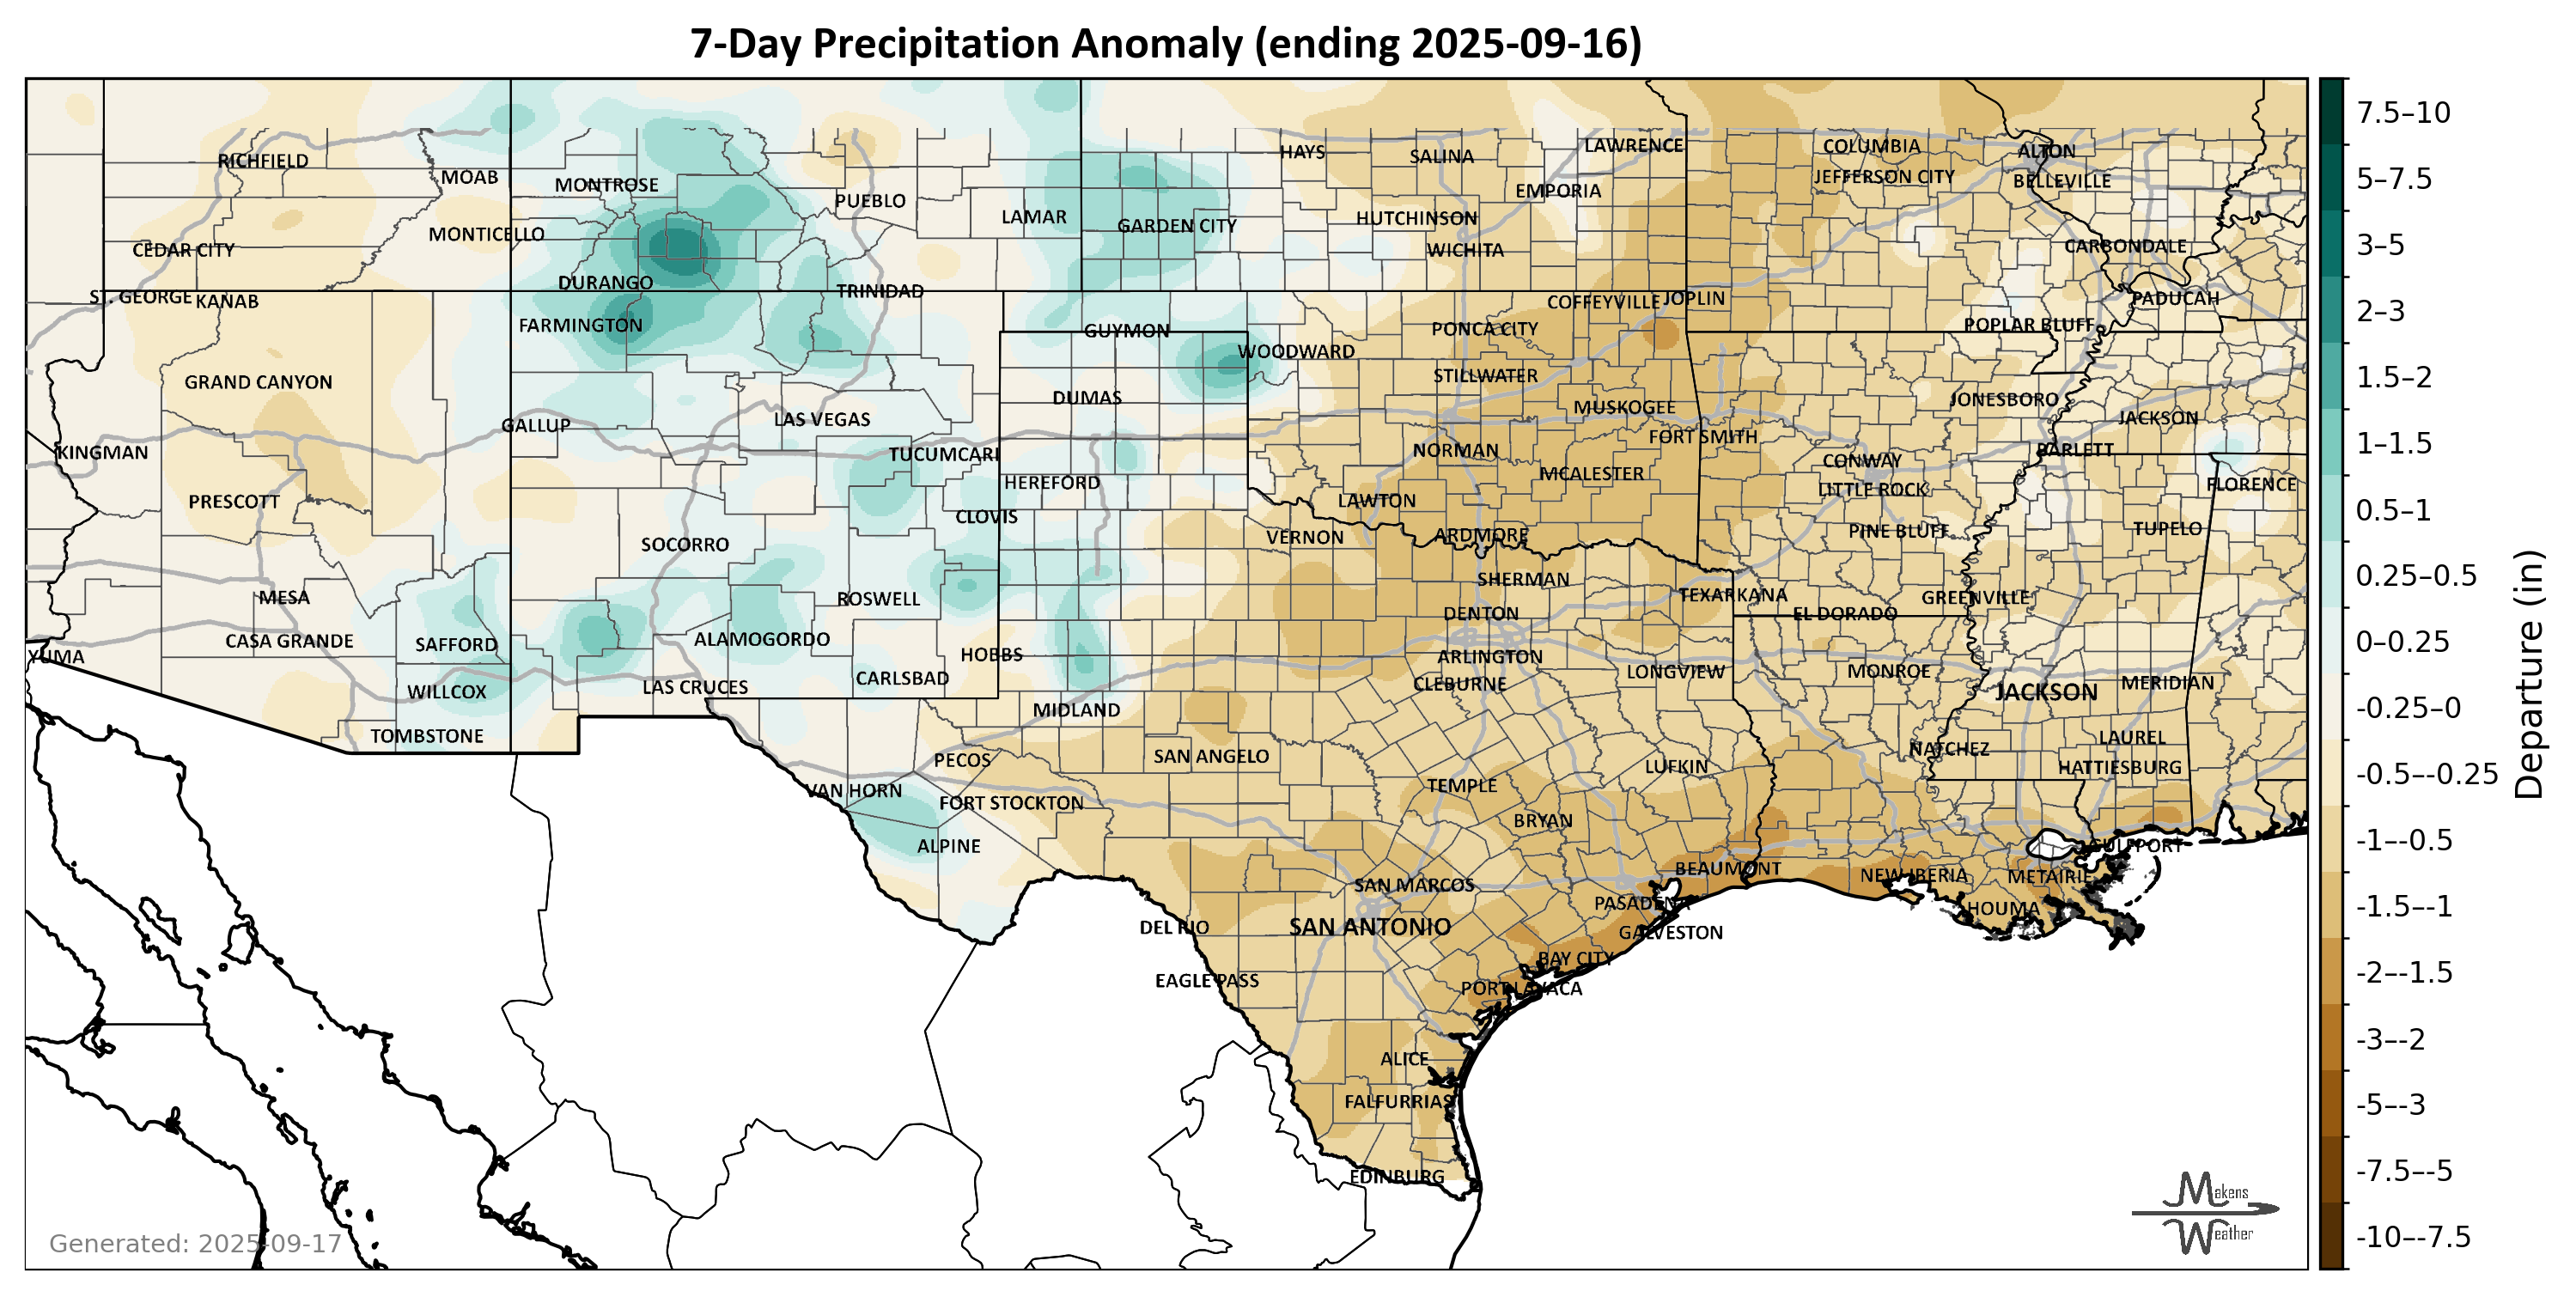 7-Day Precipitation Anomaly (ending 2025-09-16)
RICHFIELD
MOAB
MONTROSE
PUEBLO
LAMAR
GARDEN CITY
HAYS
SALINA
LAWRENCE
EMPORIA
HUTCHINSON
WICHITA
COLUMBIA
JEFFERSON CITY
ALTON
BELLEVILLE
CARBONDALE
CEDAR CITY
MONTICELLO
DURANGO
TRINIDAD
ST. GEORGE
KANAB
FARMINGTON
GUYMON
WOODWARD
PONCA CITY
COFFEYVILLE
JOPLIN
POPLAR BLUFF
PADUCAH
GRAND CANYON
DUMAS
STILLWATER
MUSKOGEE
JONESBORO
JACKSON
KINGMAN
GALLUP
LAS VEGAS
TUCUMCARI
NORMAN
FORT SMITH
BARLETT
PRESCOTT
HEREFORD
LAWTON
MCALESTER
CONWAY
LITTLE ROCK
FLORENCE
CLOVIS
SOCORRO
VERNON
ARDMORE
PINE BLUFF
TUPELO
MESA
ROSWELL
SHERMAN
TEXARKANA
GREENVILLE
CASA GRANDE
SAFFORD
ALAMOGORDO
DENTON
EL DORADO
YUMA
HOBBS
ARLINGTON
LONGVIEW
MONROE
WILLCOX
LAS CRUCES
CARLSBAD
CLEBURNE
JACKSON
MERIDIAN
TOMBSTONE
MIDLAND
PECOS
SAN ANGELO
LUFKIN
NATCHEZ
LAUREL
HATTIESBURG
VAN HORN
FORT STOCKTON
TEMPLE
BRYAN
ALPINE
BEAUMONT
GULFPORT
SAN MARCOS
NEW IBERIA
METAIRIE
PASADENA
HOUMA
DEL RIO
SAN ANTONIO
GALVESTON
BAY CITY
EAGLE PASS
PORT LAVACA
ALICE
FALFURRIAS
EDINBURG
7.5–10
5–7.5
3–5
2–3
1.5–2
1–1.5
0.5–1
0.25–0.5
0–0.25
-0.25–0
-0.5–-0.25
-1–-0.5
-1.5–-1
-2–-1.5
-3–-2
-5–-3
-7.5–-5
-10–-7.5
Departure (in)
Generated: 2025-09-17
Makens
Weather